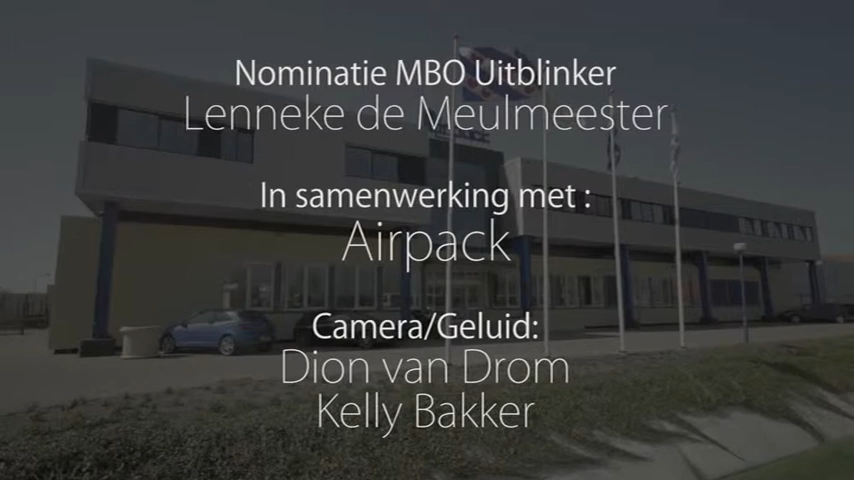 Nominatie MBO Uitblinker
Lenneke de Meulmeester
In samenwerking met :
Airpack
Camera/Geluid:
Dion van Drom
Kelly Bakker